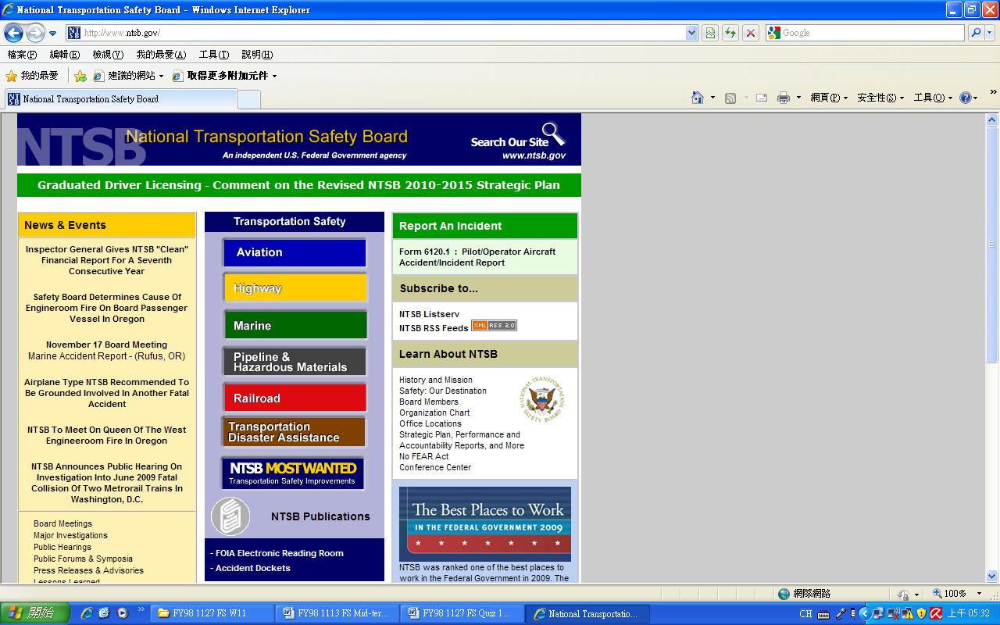 National Transportation Safety Board - Windows Internet Explorer
http://www.ntsb.gov/
Google
檔案(F) 編輯(E) 檢視(V) 我的最愛(A) 工具(T) 說明(H)
我的最愛 建議的網站 取得更多附加元件
National Transportation Safety Board
網頁(P) 安全性(S) 工具(O)
NTSB
National Transportation Safety Board
An independent U.S. Federal Government agency
Search Our Site
www.ntsb.gov
Graduated Driver Licensing - Comment on the Revised NTSB 2010-2015 Strategic Plan
News & Events
Inspector General Gives NTSB "Clean"
Financial Report For A Seventh
Consecutive Year
Safety Board Determines Cause Of
Engineroom Fire On Board Passenger
Vessel In Oregon
November 17 Board Meeting
Marine Accident Report - (Rufus, OR)
Airplane Type NTSB Recommended To
Be Grounded Involved In Another Fatal
Accident
NTSB To Meet On Queen Of The West
Engineeroom Fire In Oregon
NTSB Announces Public Hearing On
Investigation Into June 2009 Fatal
Collision Of Two Metrorail Trains In
Washington, D.C.
Board Meetings
Major Investigations
Public Hearings
Public Forums & Symposia
Press Releases & Advisories
Lessons Learned
Transportation Safety
Aviation
Highway
Marine
Pipeline &
Hazardous Materials
Railroad
Transportation
Disaster Assistance
NTSB MOST WANTED
Transportation Safety Improvements
NTSB Publications
- FOIA Electronic Reading Room
- Accident Dockets
Report An Incident
Form 6120.1 : Pilot/Operator Aircraft
Accident/Incident Report
Subscribe to...
NTSB Listserv
NTSB RSS Feeds XML RSS 2.0
Learn About NTSB
History and Mission
Safety: Our Destination
Board Members
Organization Chart
Office Locations
Strategic Plan, Performance and
Accountability Reports, and More
No FEAR Act
Conference Center
NATIONAL TRANSPORTATION SAFETY BOARD
The Best Places to Work
IN THE FEDERAL GOVERNMENT 2009
NTSB was ranked one of the best places to
work in the Federal Government in 2009. The
網際網路
100%
開始
FY98 1127 FS W11
FY98 1113 FS Mid-ter...
FY98 1127 FS Quiz 1...
National Transportatio...
CH
上午 05:32